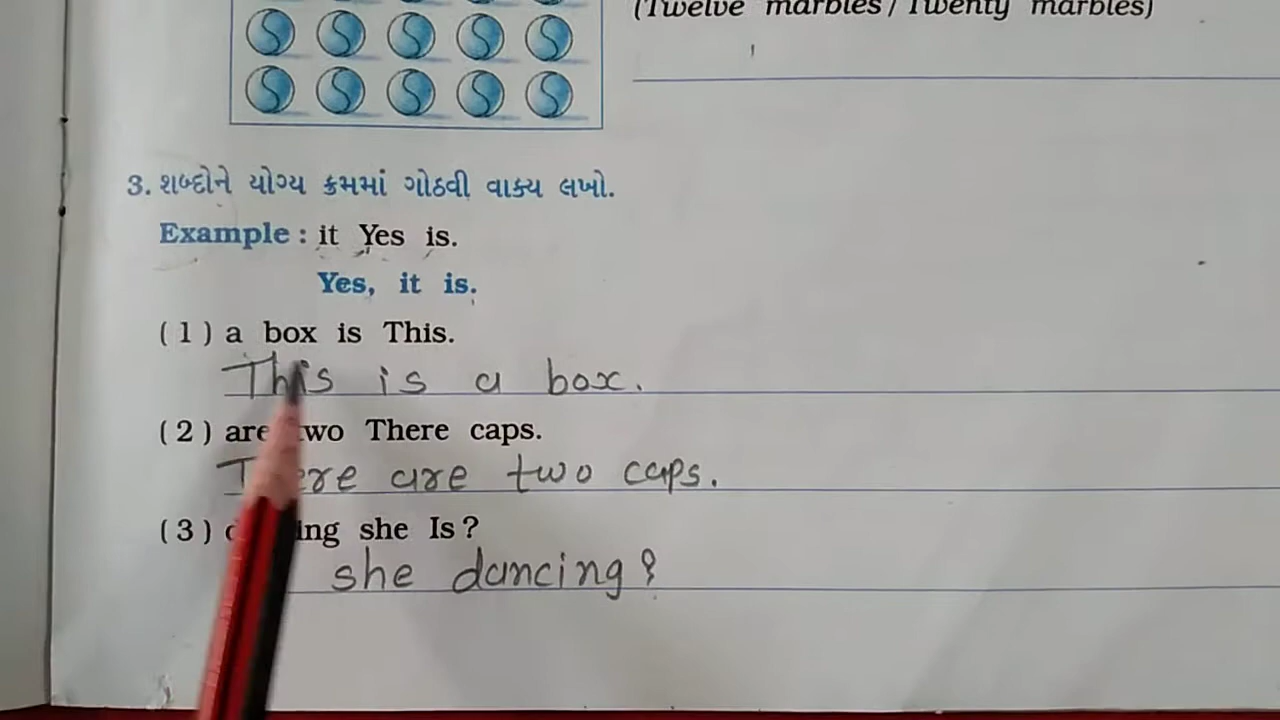 (Twelve marbles / Twenty marbles)
3. શબ્દોને યોગ્ય ક્રમમાં ગોઠવી વાક્ય લખો.
Example : it Yes is.
Yes, it is.
( 1 ) a box is This.
This is a box.
( 2 ) are two There caps.
There are two caps.
( 3 ) she Is ?
she dancing?